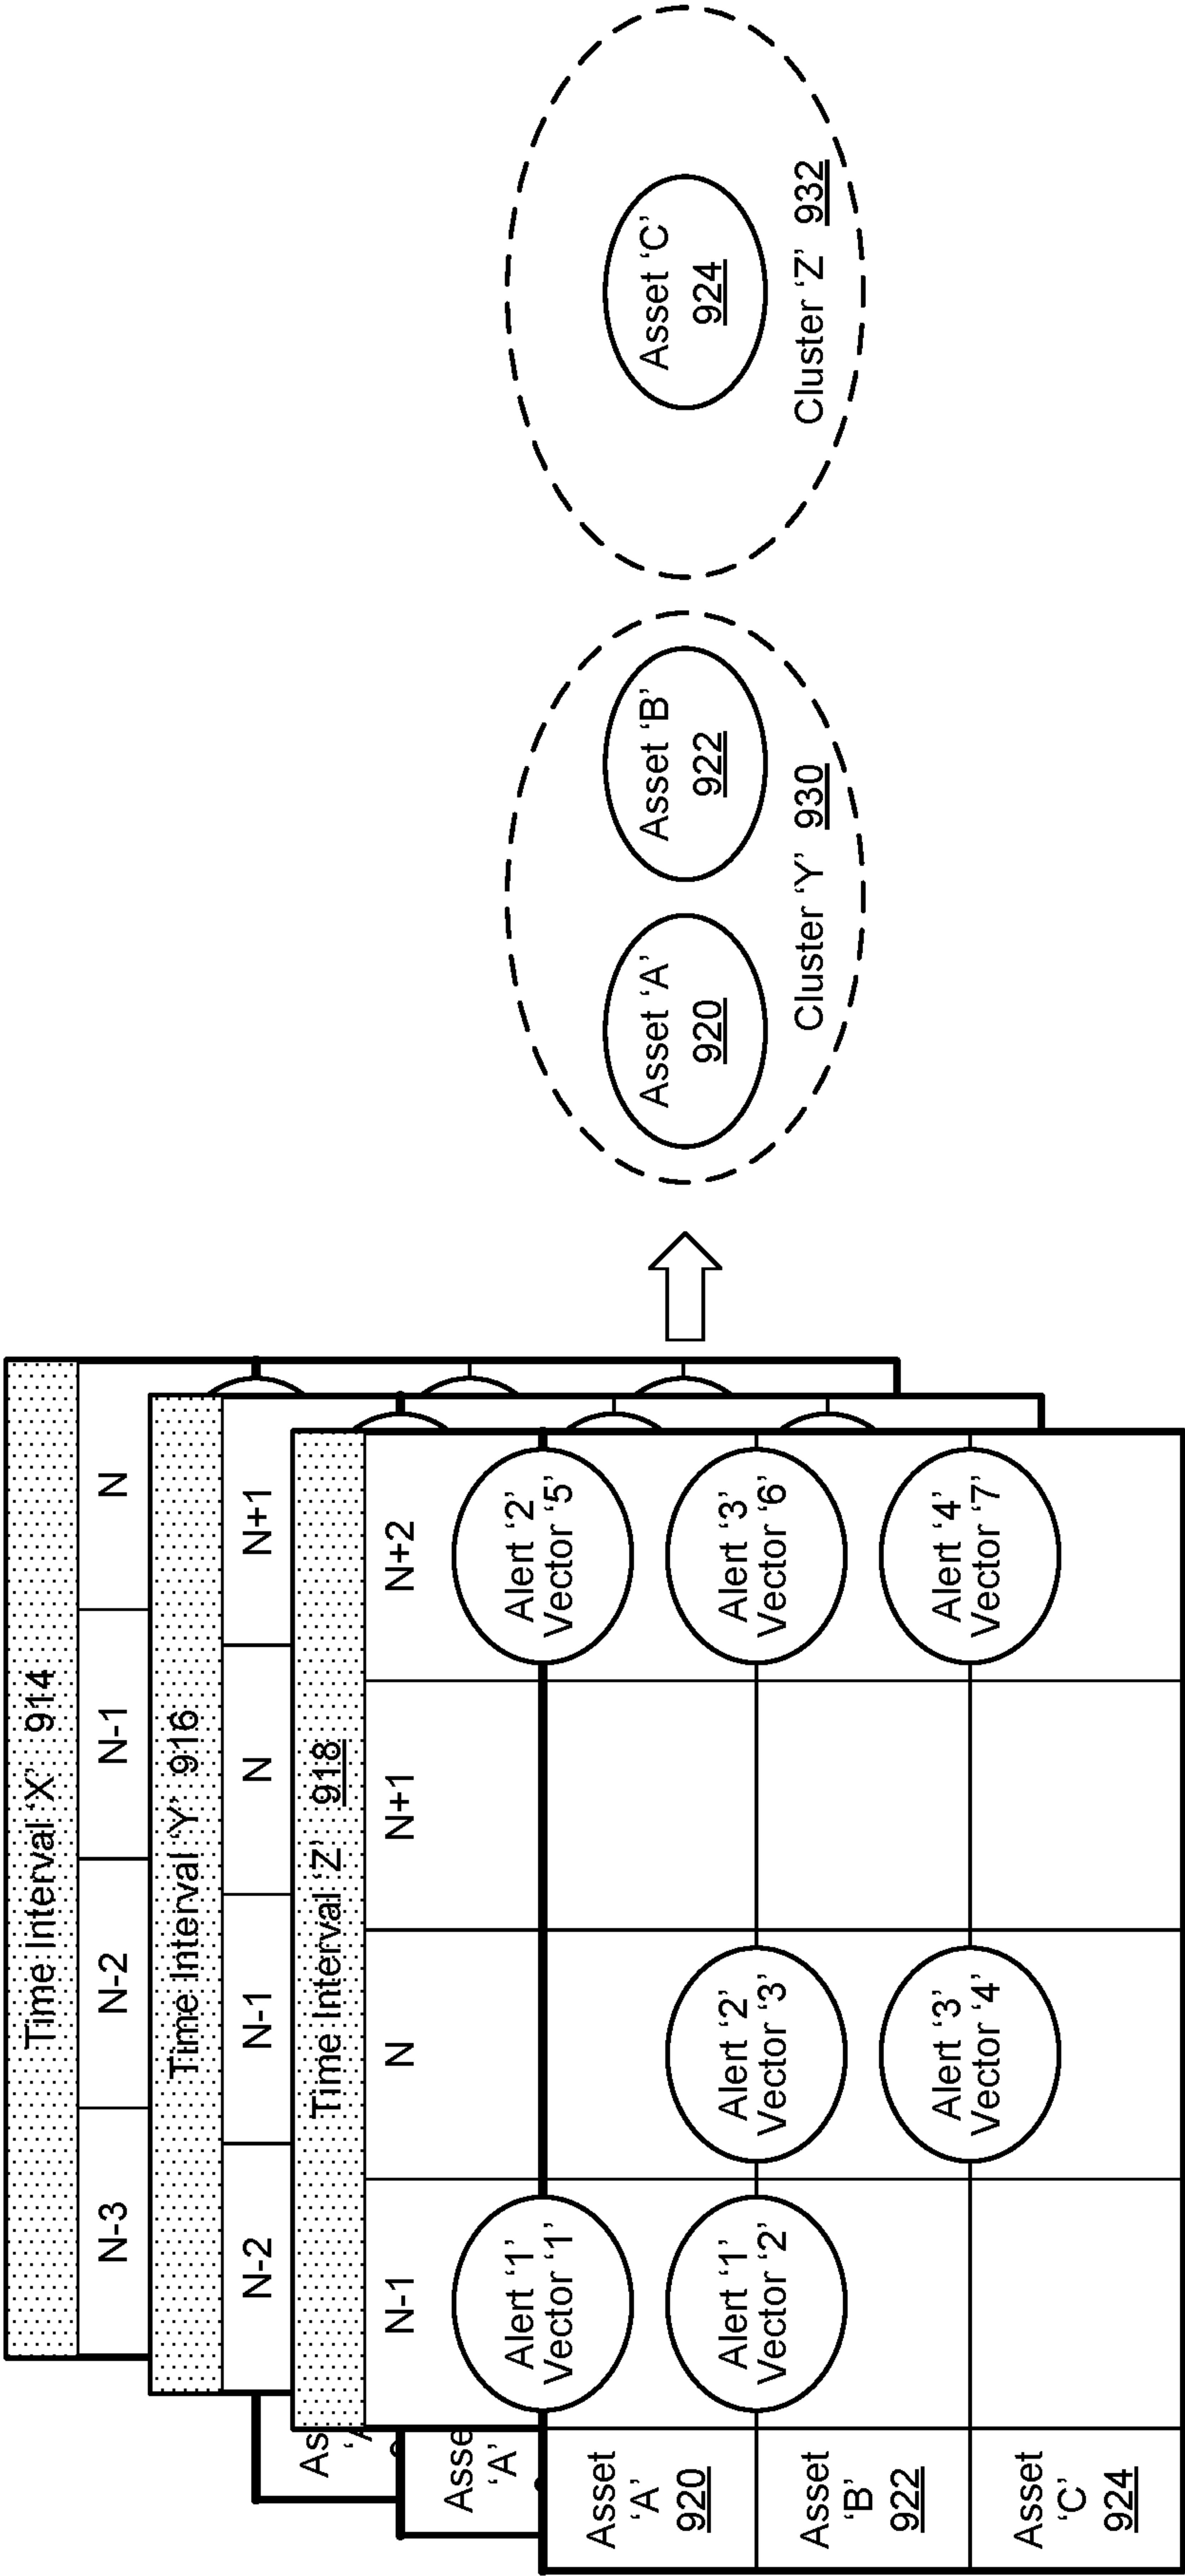 Time Interval ‘X’ 914
N-3 N-2 N-1 N
Time Interval ‘Y’ 916
N-2 N-1 N N+1
Time Interval ‘Z’ 918
N-1 N N+1 N+2
As
Asse
‘A’
Asset
‘A’
920
Alert ‘1’
Vector ‘1’
Alert ‘2’
Vector ‘5’
Asset
‘B’
922
Alert ‘1’
Vector ‘2’
Alert ‘2’
Vector ‘3’
Alert ‘3’
Vector ‘6’
Asset
‘C’
924
Alert ‘3’
Vector ‘4’
Alert ‘4’
Vector ‘7’
Asset ‘A’
920
Asset ‘B’
922
Cluster ‘Y’ 930
Asset ‘C’
924
Cluster ‘Z’ 932